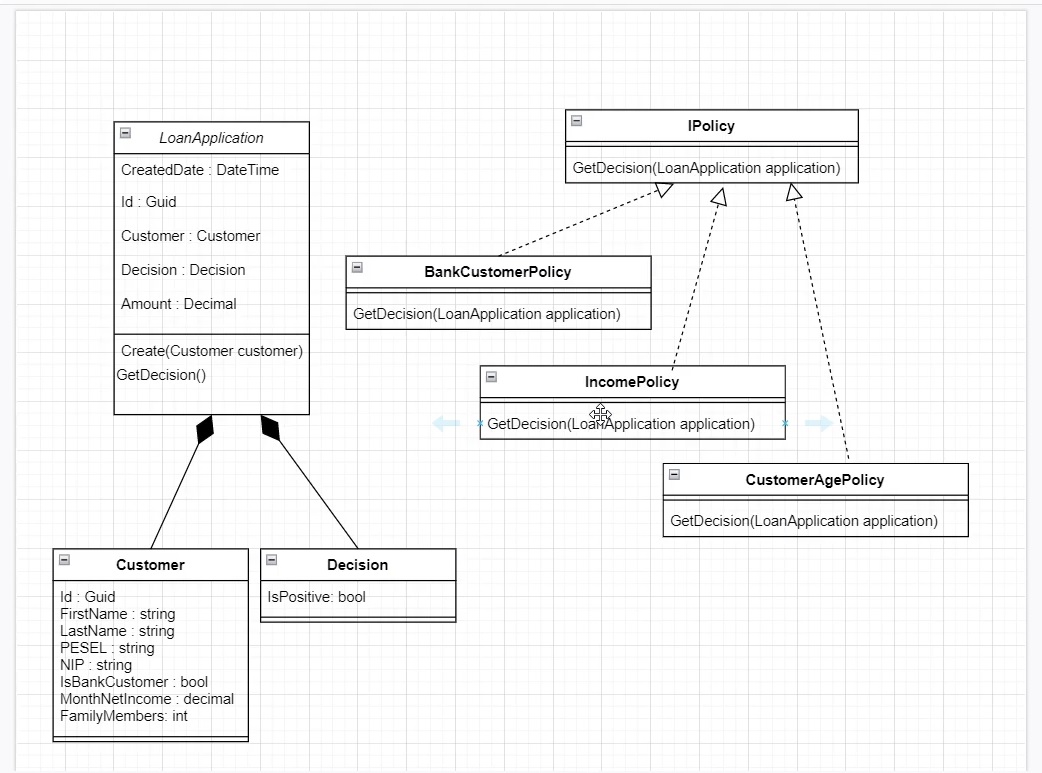 LoanApplication
CreatedDate : DateTime
Id : Guid
Customer : Customer
Decision : Decision
Amount : Decimal
Create(Customer customer)
GetDecision()
IPolicy
GetDecision(LoanApplication application)
BankCustomerPolicy
GetDecision(LoanApplication application)
IncomePolicy
GetDecision(LoanApplication application)
CustomerAgePolicy
GetDecision(LoanApplication application)
Customer
Id : Guid
FirstName : string
LastName : string
PESEL : string
NIP : string
IsBankCustomer : bool
MonthNetIncome : decimal
FamilyMembers: int
Decision
IsPositive: bool